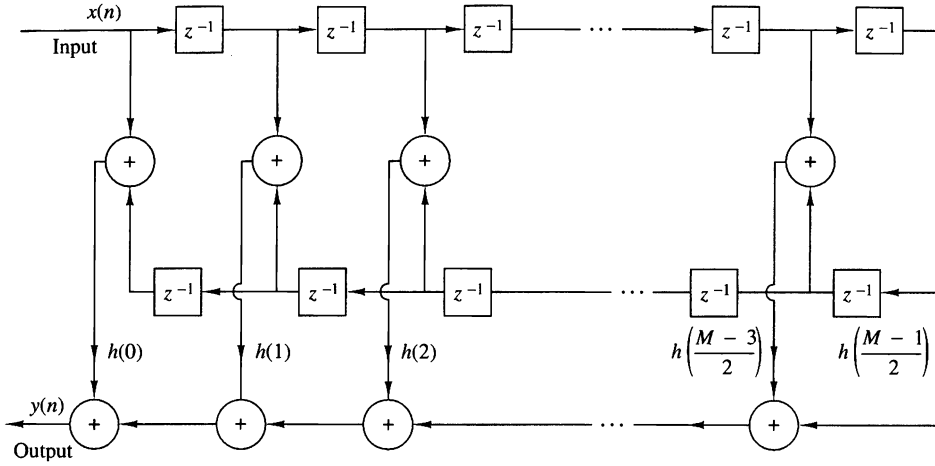 x(n)
Input
z⁻¹ z⁻¹ z⁻¹ ... z⁻¹ z⁻¹
+ + + +
z⁻¹ z⁻¹ z⁻¹ ... z⁻¹ z⁻¹
h(0) h(1) h(2) h((M − 3)/2) h((M − 1)/2)
y(n)
+ + + ... +
Output